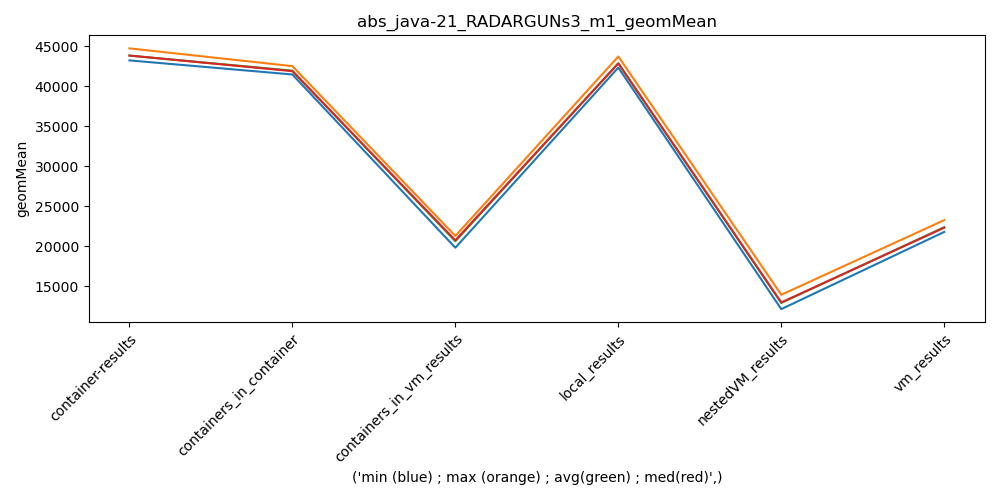 abs_java-21_RADARGUNs3_m1_geomMean
geomMean
45000
40000
35000
30000
25000
20000
15000
container-results
containers_in_container
containers_in_vm_results
local_results
nestedVM_results
vm_results
('min (blue) ; max (orange) ; avg(green) ; med(red)',)